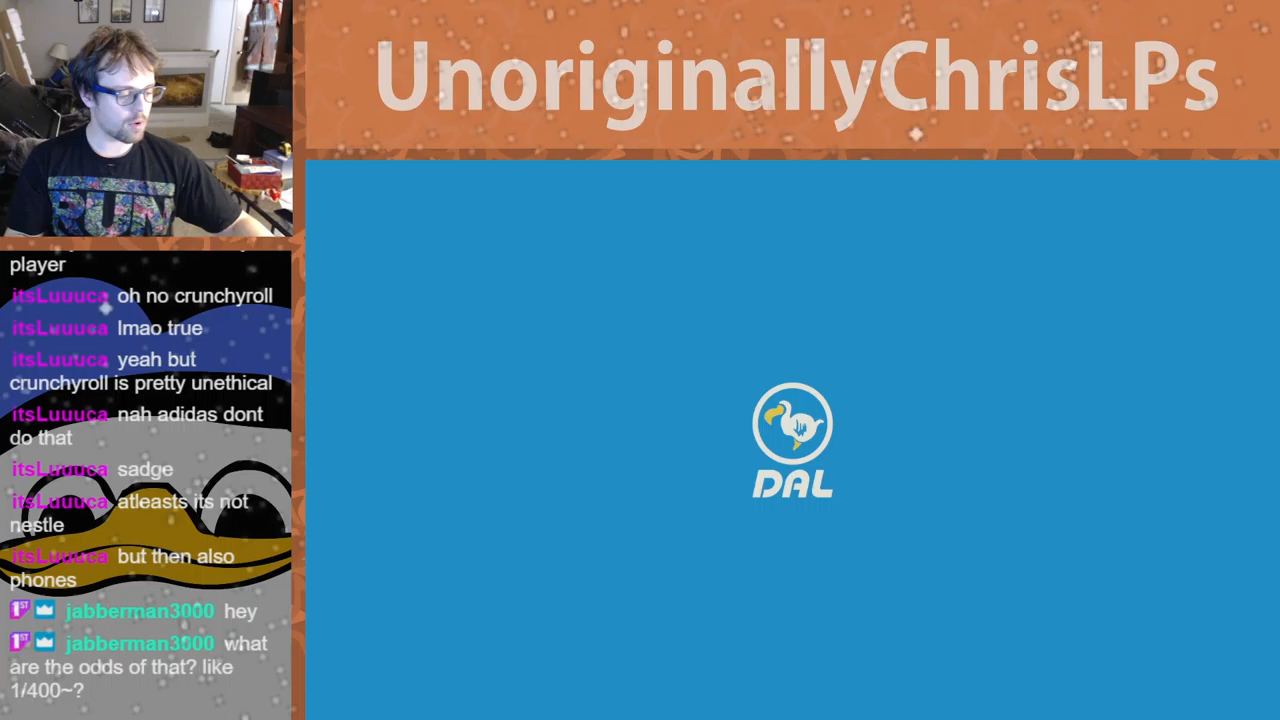 UnoriginallyChrisLPs
RUN
player
itsLuuuca oh no crunchyroll
itsLuuuca lmao true
itsLuuuca yeah but
crunchyroll is pretty unethical
itsLuuuca nah adidas dont
do that
itsLuuuca sadge
itsLuuuca atleasts its not
nestle
itsLuuuca but then also
phones
1ST jabberman3000 hey
1ST jabberman3000 what
are the odds of that? like
1/400~?
DAL